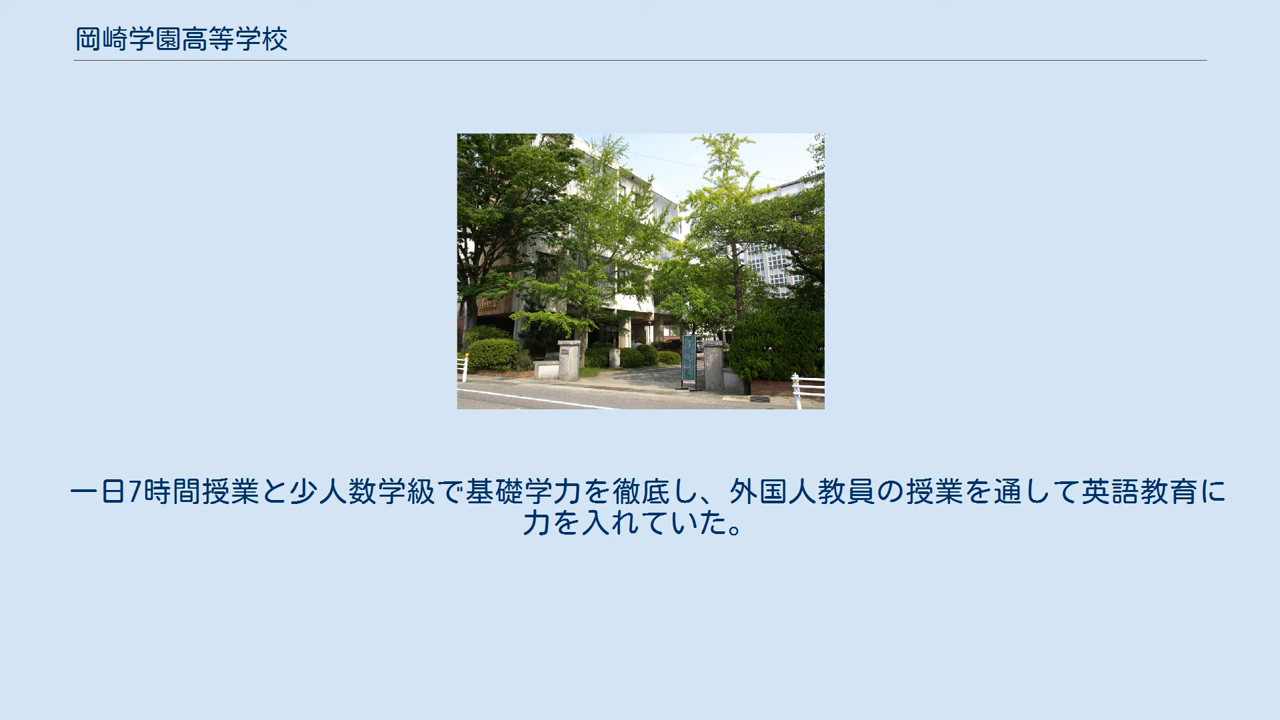 岡崎学園高等学校
一日7時間授業と少人数学級で基礎学力を徹底し、外国人教員の授業を通して英語教育に
力を入れていた。